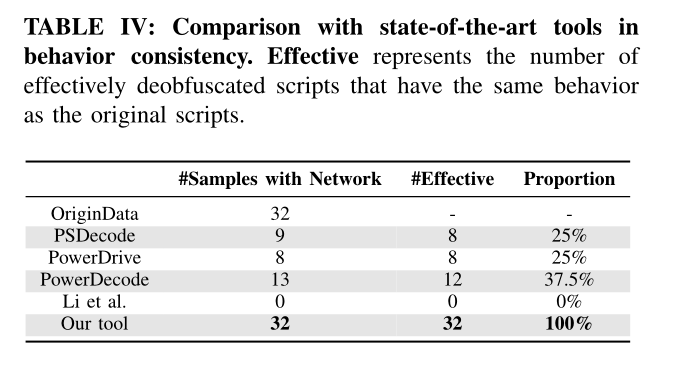 TABLE IV: Comparison with state-of-the-art tools in
behavior consistency. Effective represents the number of
effectively deobfuscated scripts that have the same behavior
as the original scripts.
#Samples with Network #Effective Proportion
OriginData 32 - -
PSDecode 9 8 25%
PowerDrive 8 8 25%
PowerDecode 13 12 37.5%
Li et al. 0 0 0%
Our tool 32 32 100%